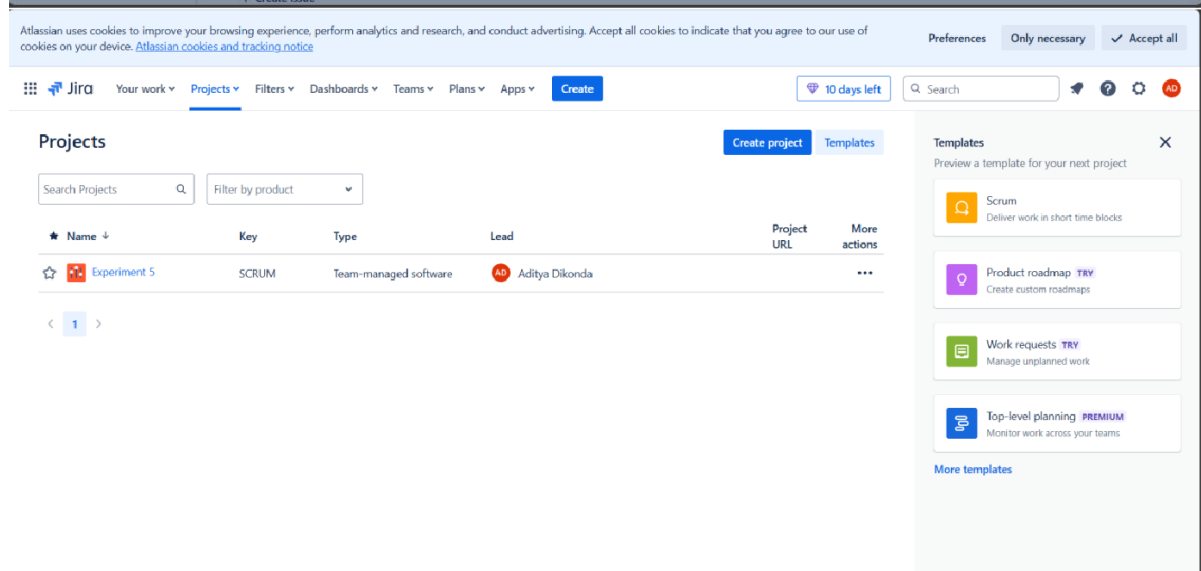 Create issue
Atlassian uses cookies to improve your browsing experience, perform analytics and research, and conduct advertising. Accept all cookies to indicate that you agree to our use of
cookies on your device. Atlassian cookies and tracking notice
Preferences Only necessary Accept all
Jira Your work Projects Filters Dashboards Teams Plans Apps Create 10 days left Search AD
Projects
Create project Templates
Search Projects Filter by product
Name Key Type Lead Project URL More actions
Experiment 5 SCRUM Team-managed software AD Aditya Dikonda
1
Templates
Preview a template for your next project
Scrum
Deliver work in short time blocks
Product roadmap TRY
Create custom roadmaps
Work requests TRY
Manage unplanned work
Top-level planning PREMIUM
Monitor work across your teams
More templates